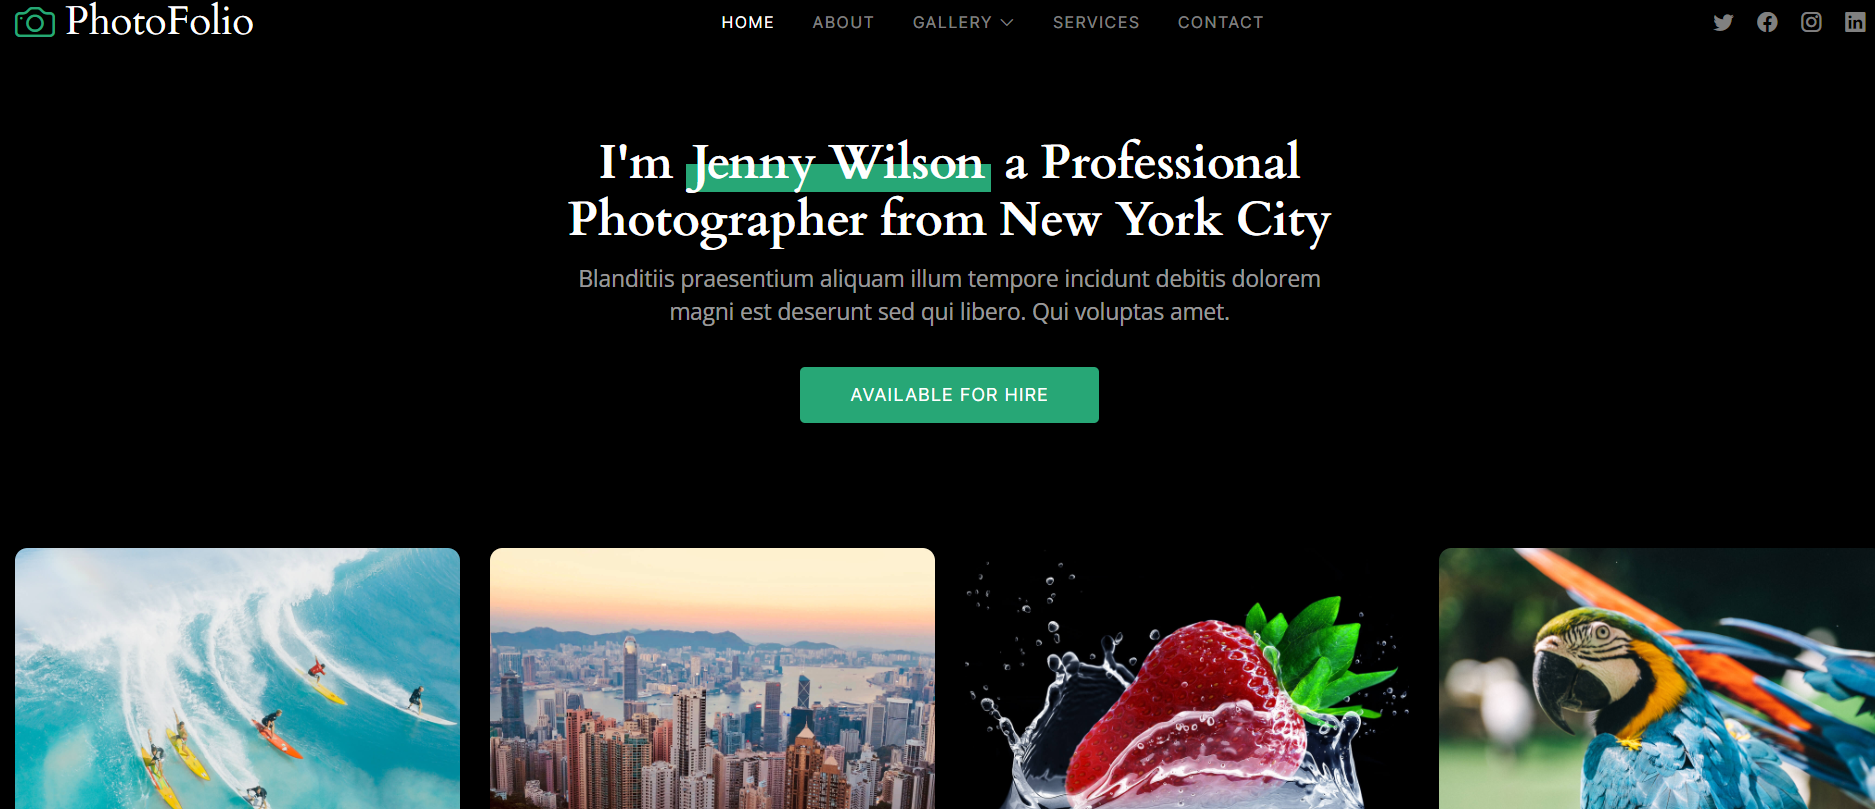 PhotoFolio
HOME ABOUT GALLERY SERVICES CONTACT
I'm Jenny Wilson a Professional
Photographer from New York City
Blanditiis praesentium aliquam illum tempore incidunt debitis dolorem
magni est deserunt sed qui libero. Qui voluptas amet.
AVAILABLE FOR HIRE